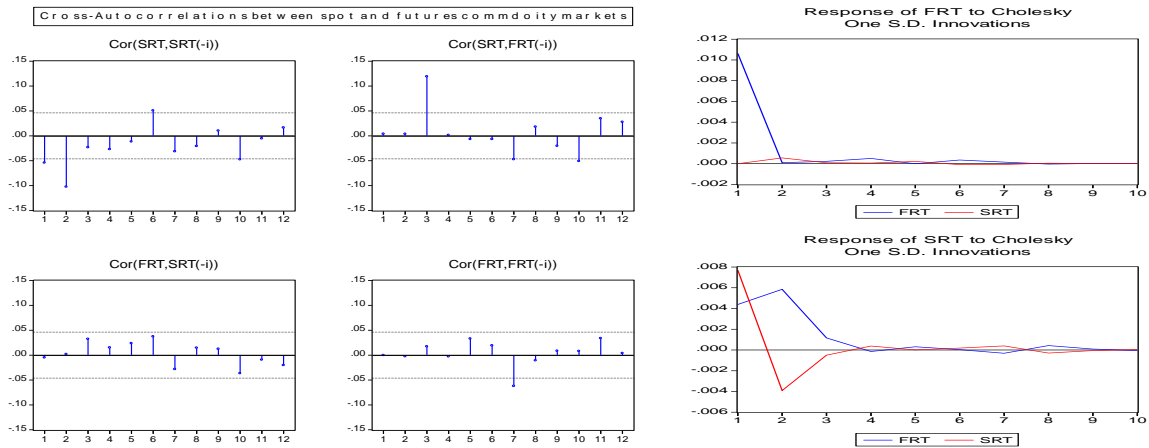 Cross-Autocorrelations between spot and futures commdoity markets
Cor(SRT,SRT(-i))
.15
.10
.05
.00
-.05
-.10
-.15
1 2 3 4 5 6 7 8 9 10 11 12
Cor(SRT,FRT(-i))
.15
.10
.05
.00
-.05
-.10
-.15
1 2 3 4 5 6 7 8 9 10 11 12
Cor(FRT,SRT(-i))
.15
.10
.05
.00
-.05
-.10
-.15
1 2 3 4 5 6 7 8 9 10 11 12
Cor(FRT,FRT(-i))
.15
.10
.05
.00
-.05
-.10
-.15
1 2 3 4 5 6 7 8 9 10 11 12
Response of FRT to Cholesky
One S.D. Innovations
.012
.010
.008
.006
.004
.002
.000
-.002
1 2 3 4 5 6 7 8 9 10
FRT SRT
Response of SRT to Cholesky
One S.D. Innovations
.008
.006
.004
.002
.000
-.002
-.004
-.006
1 2 3 4 5 6 7 8 9 10
FRT SRT